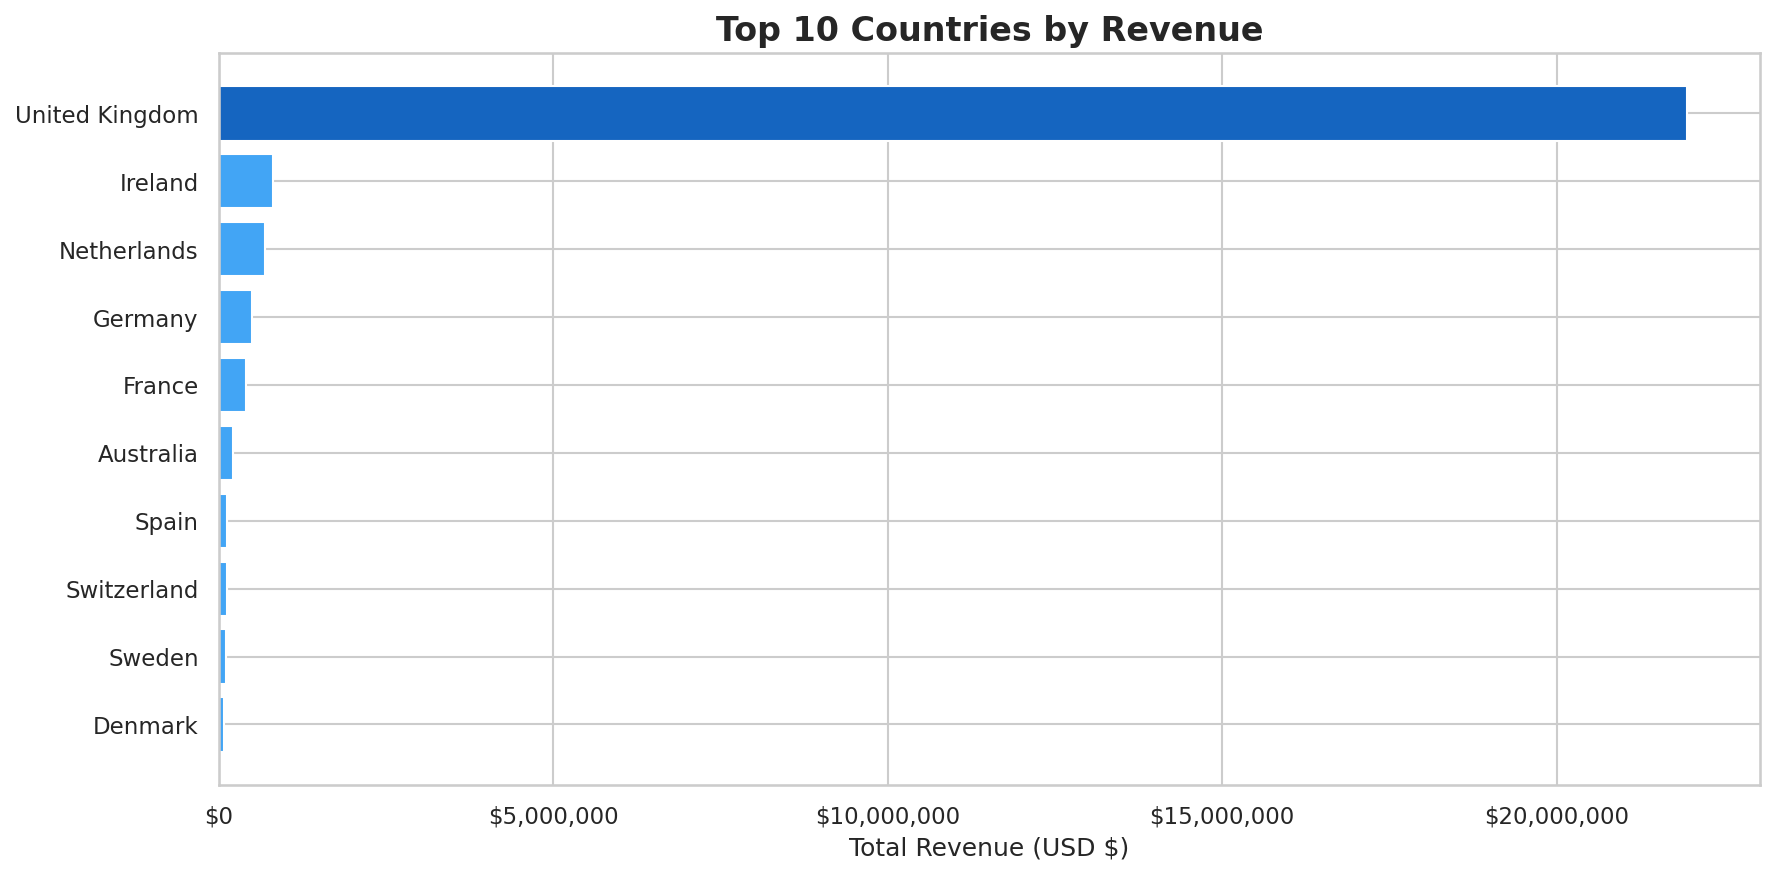 Top 10 Countries by Revenue
United Kingdom
Ireland
Netherlands
Germany
France
Australia
Spain
Switzerland
Sweden
Denmark
$0 $5,000,000 $10,000,000 $15,000,000 $20,000,000
Total Revenue (USD $)